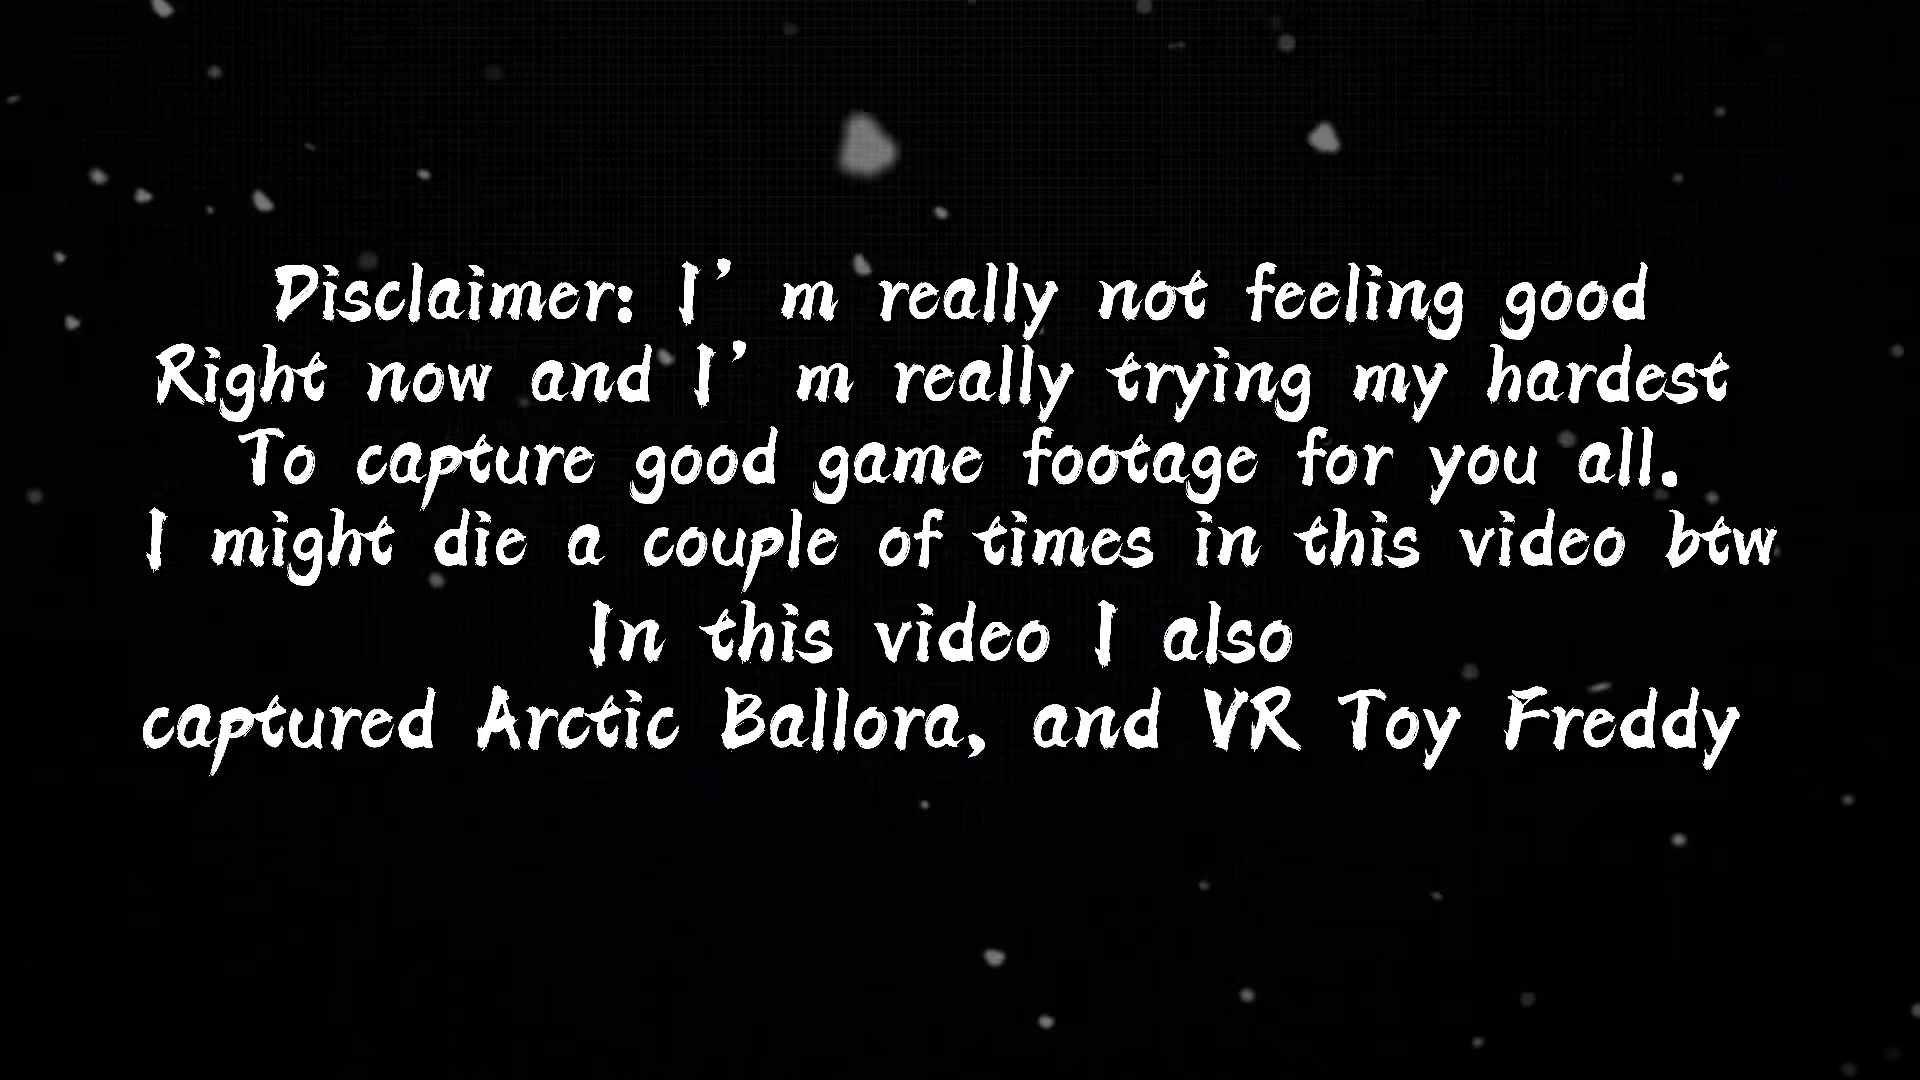 Disclaimer: I’m really not feeling good
Right now and I’m really trying my hardest
To capture good game footage for you all.
I might die a couple of times in this video btw
In this video I also
captured Arctic Ballora, and VR Toy Freddy